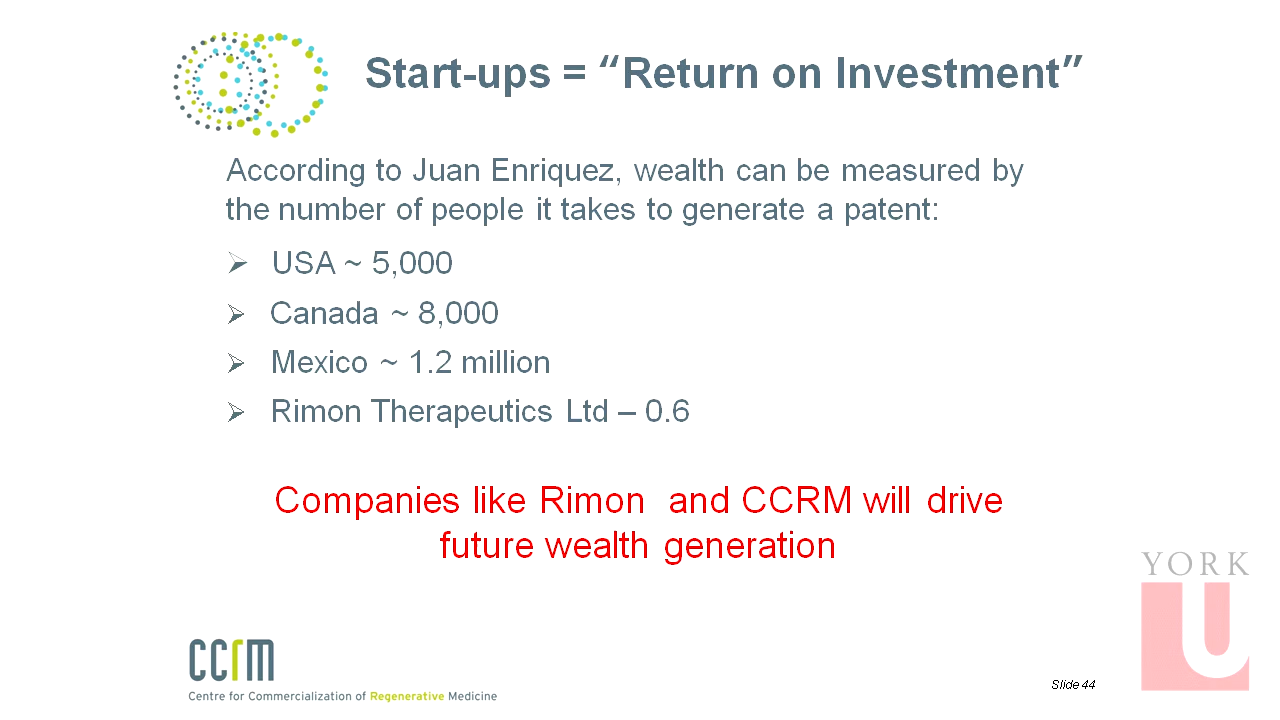 Start-ups = “Return on Investment”
According to Juan Enriquez, wealth can be measured by
the number of people it takes to generate a patent:
➢ USA ~ 5,000
➢ Canada ~ 8,000
➢ Mexico ~ 1.2 million
➢ Rimon Therapeutics Ltd – 0.6
Companies like Rimon and CCRM will drive
future wealth generation
YORK
U
ccrm
Centre for Commercialization of Regenerative Medicine
Slide 44